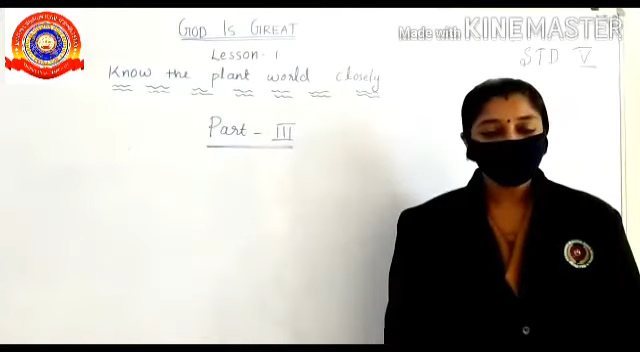 GOD IS GREAT
Made with KINEMASTER
Lesson - 1
STD V
Know the plant world closely
Part - III